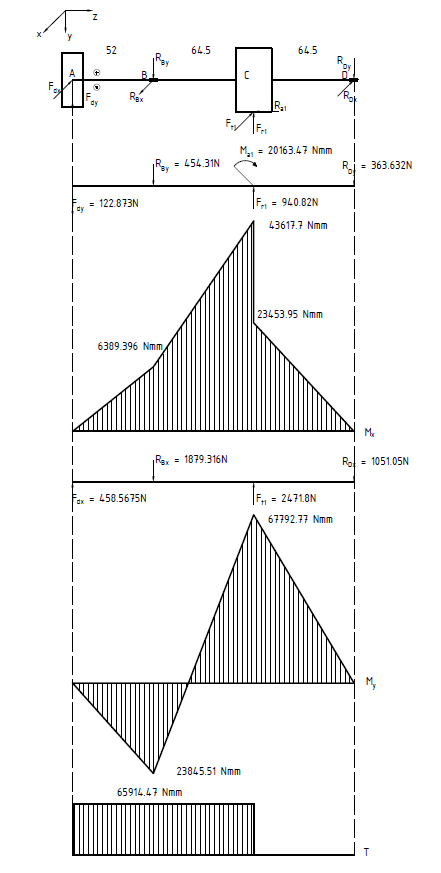 z
x
y
52
64.5
64.5
R_By
R_Dy
A
B
C
D
F_dx
F_dy
R_Bx
R_a1
R_Dx
F_t1
F_r1
M_a1 = 20163.47 Nmm
R_By = 454.31N
R_Dy = 363.632N
F_dy = 122.873N
F_r1 = 940.82N
43617.7 Nmm
23453.95 Nmm
6389.396 Nmm
M_x
R_Bx = 1879.316N
R_Dx = 1051.05N
F_dx = 458.5675N
F_t1 = 2471.8N
67792.77 Nmm
M_y
23845.51 Nmm
65914.47 Nmm
T